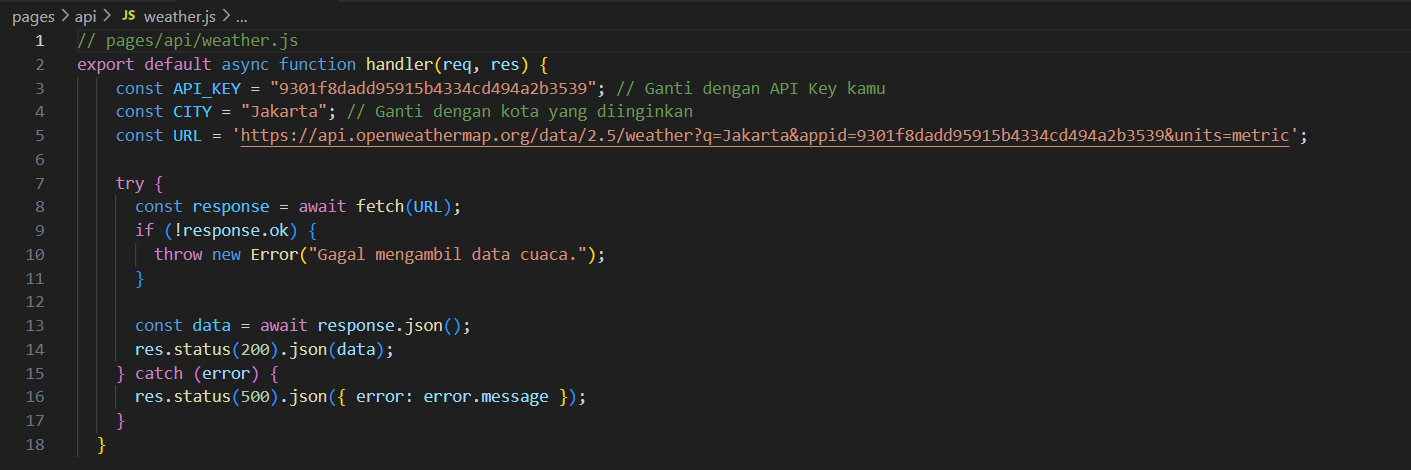 pages > api > JS weather.js > ...
1 // pages/api/weather.js
2 export default async function handler(req, res) {
3 const API_KEY = "9301f8dadd95915b4334cd494a2b3539"; // Ganti dengan API Key kamu
4 const CITY = "Jakarta"; // Ganti dengan kota yang diinginkan
5 const URL = 'https://api.openweathermap.org/data/2.5/weather?q=Jakarta&appid=9301f8dadd95915b4334cd494a2b3539&units=metric';
6
7 try {
8 const response = await fetch(URL);
9 if (!response.ok) {
10 throw new Error("Gagal mengambil data cuaca.");
11 }
12
13 const data = await response.json();
14 res.status(200).json(data);
15 } catch (error) {
16 res.status(500).json({ error: error.message });
17 }
18 }